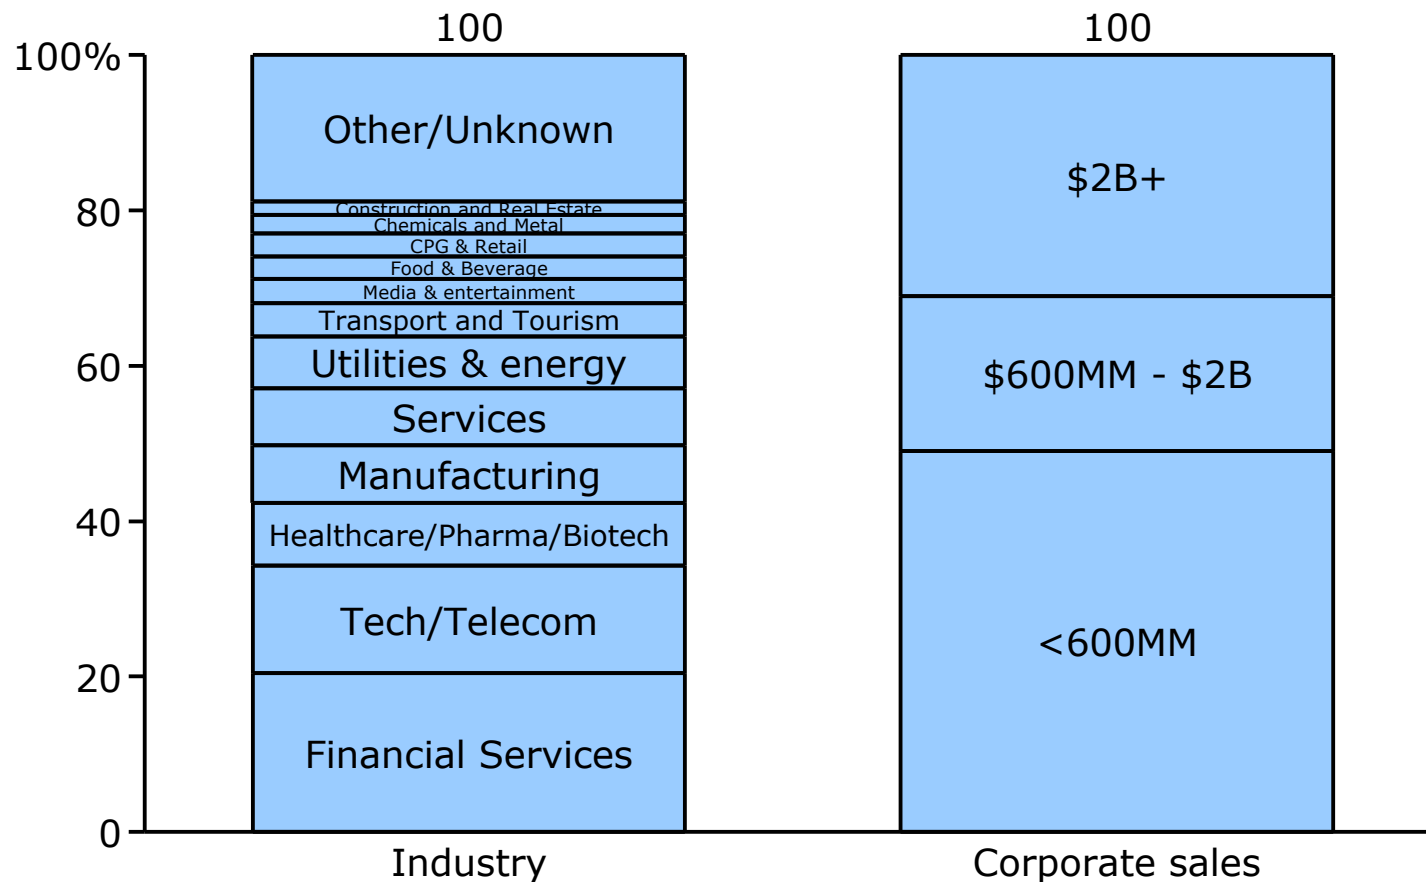 100
100
100%
Other/Unknown
$2B+
80
Construction and Real Estate
Chemicals and Metal
CPG & Retail
Food & Beverage
Media & entertainment
Transport and Tourism
60
Utilities & energy
$600MM - $2B
Services
Manufacturing
40
Healthcare/Pharma/Biotech
Tech/Telecom
<600MM
20
Financial Services
0
Industry
Corporate sales